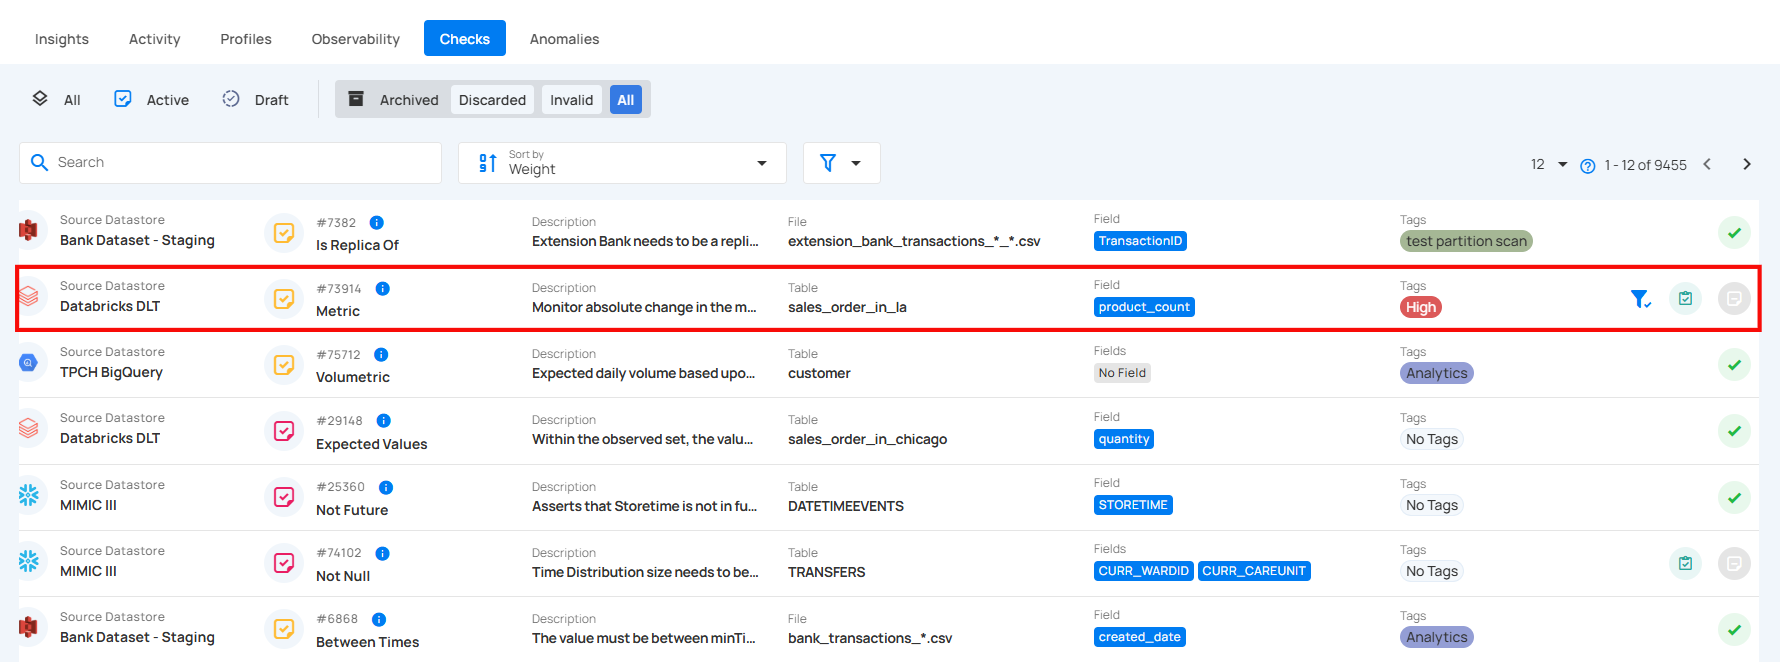 Insights Activity Profiles Observability Checks Anomalies
All Active Draft Archived Discarded Invalid All
Search
Sort by
Weight
12 1 - 12 of 9455
Source Datastore #7382 Description File Field Tags
Bank Dataset - Staging Is Replica Of Extension Bank needs to be a repli... extension_bank_transactions_*_*.csv TransactionID test partition scan
Source Datastore #73914 Description Table Field Tags
Databricks DLT Metric Monitor absolute change in the m... sales_order_in_la product_count High
Source Datastore #75712 Description Table Fields Tags
TPCH BigQuery Volumetric Expected daily volume based upo... customer No Field Analytics
Source Datastore #29148 Description Table Field Tags
Databricks DLT Expected Values Within the observed set, the valu... sales_order_in_chicago quantity No Tags
Source Datastore #25360 Description Table Field Tags
MIMIC III Not Future Asserts that Storetime is not in fu... DATETIMEEVENTS STORETIME No Tags
Source Datastore #74102 Description Table Fields Tags
MIMIC III Not Null Time Distribution size needs to be... TRANSFERS CURR_WARDID CURR_CAREUNIT No Tags
Source Datastore #6868 Description File Field Tags
Bank Dataset - Staging Between Times The value must be between minTi... bank_transactions_*.csv created_date Analytics